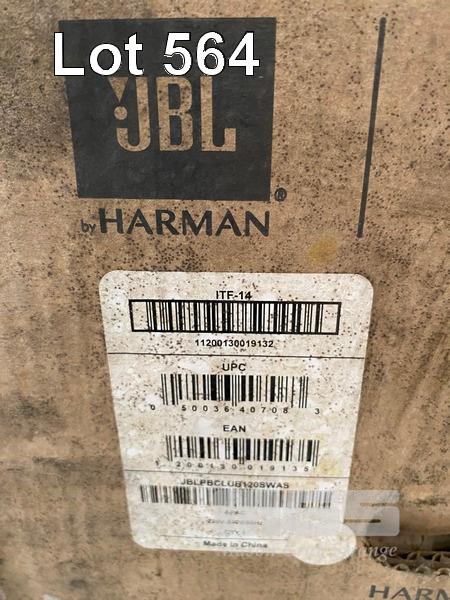 Lot 564
JBL
by HARMAN
ITF-14
11200130019132
UPC
0 50036 40708 3
EAN
1 200130 019135
JBLPBCLUB120SWAS
Made in China
HARM